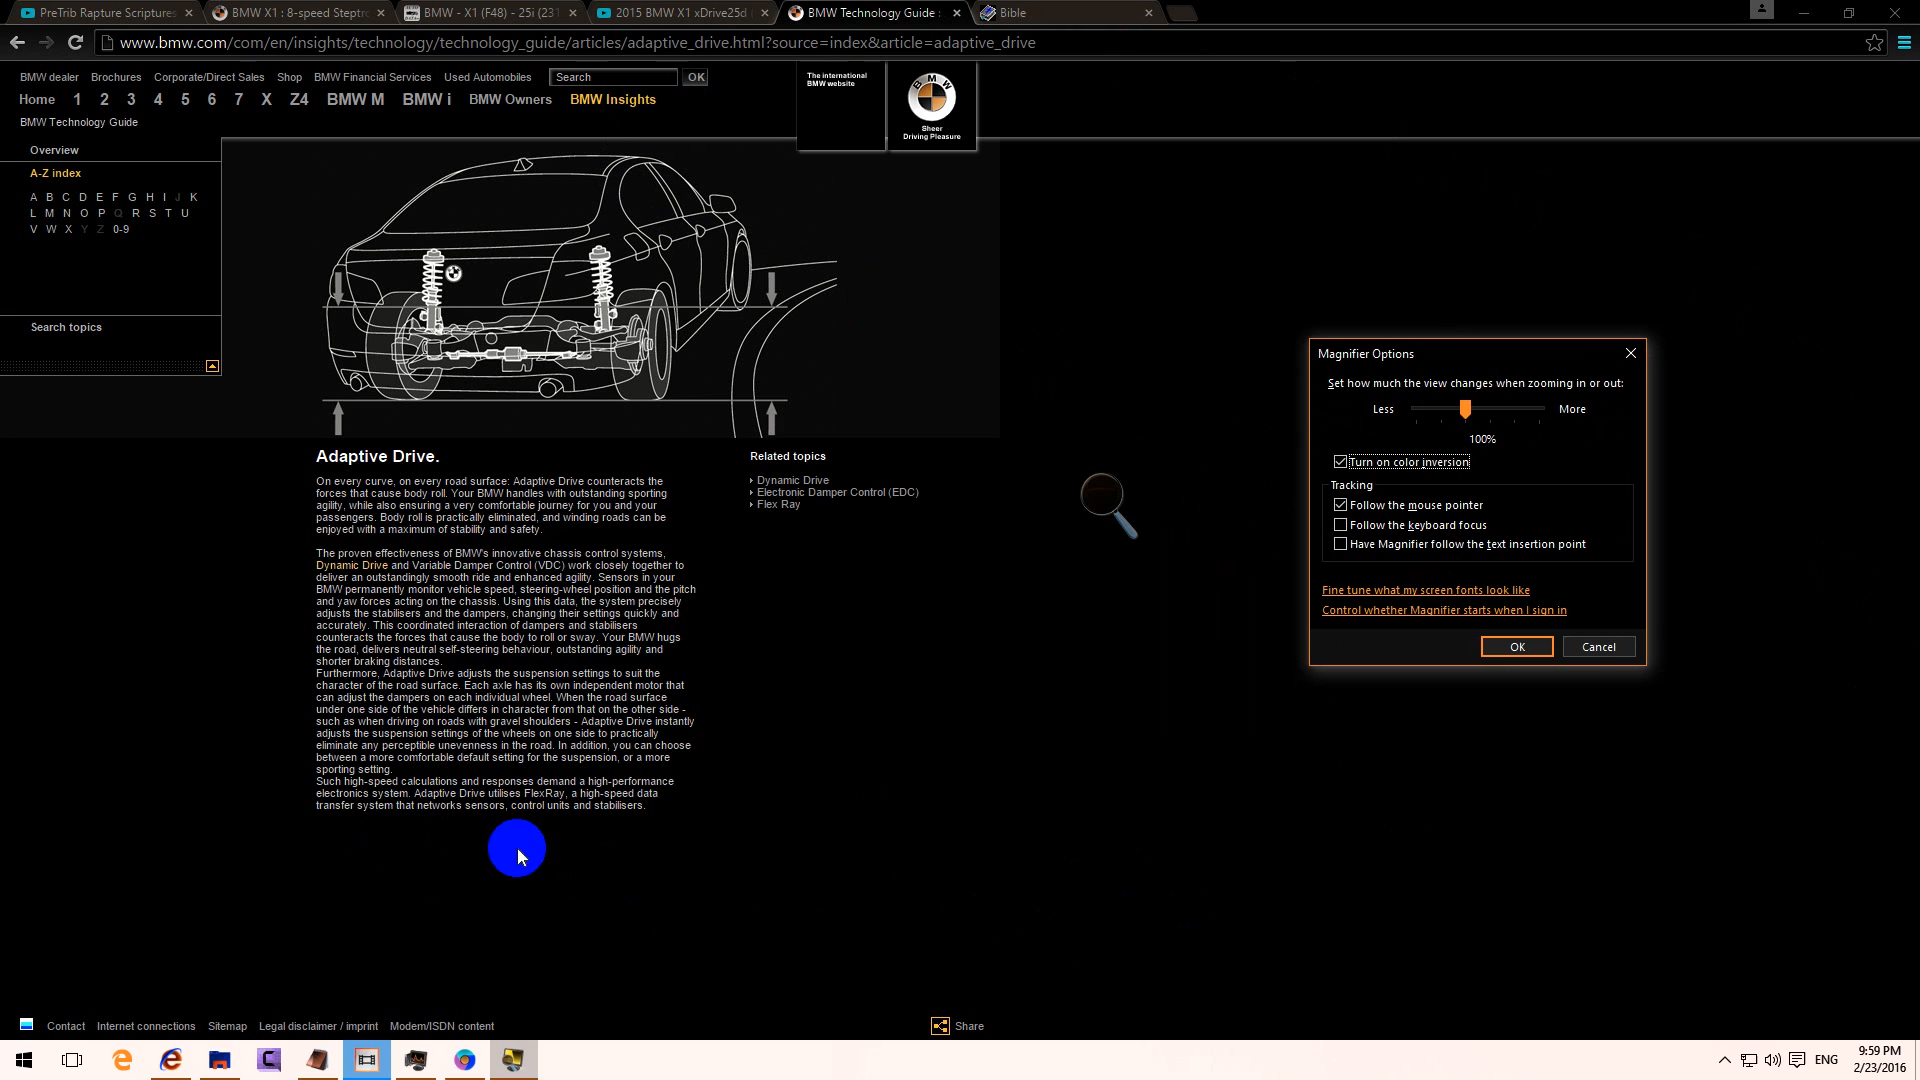 PreTrib Rapture Scriptures
BMW X1 : 8-speed Steptr
BMW - X1 (F48) - 25i (231
2015 BMW X1 xDrive25d
BMW Technology Guide :
Bible
www.bmw.com/com/en/insights/technology/technology_guide/articles/adaptive_drive.html?source=index&article=adaptive_drive
BMW dealer Brochures Corporate/Direct Sales Shop BMW Financial Services Used Automobiles Search OK
Home 1 2 3 4 5 6 7 X Z4 BMW M BMW i BMW Owners BMW Insights
BMW Technology Guide
The international
BMW website
BMW
Sheer
Driving Pleasure
Overview
A-Z index
A B C D E F G H I J K
L M N O P Q R S T U
V W X Y Z 0-9
Search topics
Adaptive Drive.
On every curve, on every road surface: Adaptive Drive counteracts the
forces that cause body roll. Your BMW handles with outstanding sporting
agility, while also ensuring a very comfortable journey for you and your
passengers. Body roll is practically eliminated, and winding roads can be
enjoyed with a maximum of stability and safety.
The proven effectiveness of BMW's innovative chassis control systems,
Dynamic Drive and Variable Damper Control (VDC) work closely together to
deliver an outstandingly smooth ride and enhanced agility. Sensors in your
BMW permanently monitor vehicle speed, steering-wheel position and the pitch
and yaw forces acting on the chassis. Using this data, the system precisely
adjusts the stabilisers and the dampers, changing their settings quickly and
accurately. This coordinated interaction of dampers and stabilisers
counteracts the forces that cause the body to roll or sway. Your BMW hugs
the road, delivers neutral self-steering behaviour, outstanding agility and
shorter braking distances.
Furthermore, Adaptive Drive adjusts the suspension settings to suit the
character of the road surface. Each axle has its own independent motor that
can adjust the dampers on each individual wheel. When the road surface
under one side of the vehicle differs in character from that on the other side -
such as when driving on roads with gravel shoulders - Adaptive Drive instantly
adjusts the suspension settings of the wheels on one side to practically
eliminate any perceptible unevenness in the road. In addition, you can choose
between a more comfortable default setting for the suspension, or a more
sporting setting.
Such high-speed calculations and responses demand a high-performance
electronics system. Adaptive Drive utilises FlexRay, a high-speed data
transfer system that networks sensors, control units and stabilisers.
Related topics
Dynamic Drive
Electronic Damper Control (EDC)
Flex Ray
Magnifier Options
Set how much the view changes when zooming in or out:
Less More
100%
Turn on color inversion
Tracking
Follow the mouse pointer
Follow the keyboard focus
Have Magnifier follow the text insertion point
Fine tune what my screen fonts look like
Control whether Magnifier starts when I sign in
OK Cancel
Contact Internet connections Sitemap Legal disclaimer / imprint Modem/ISDN content
Share
ENG
9:59 PM
2/23/2016